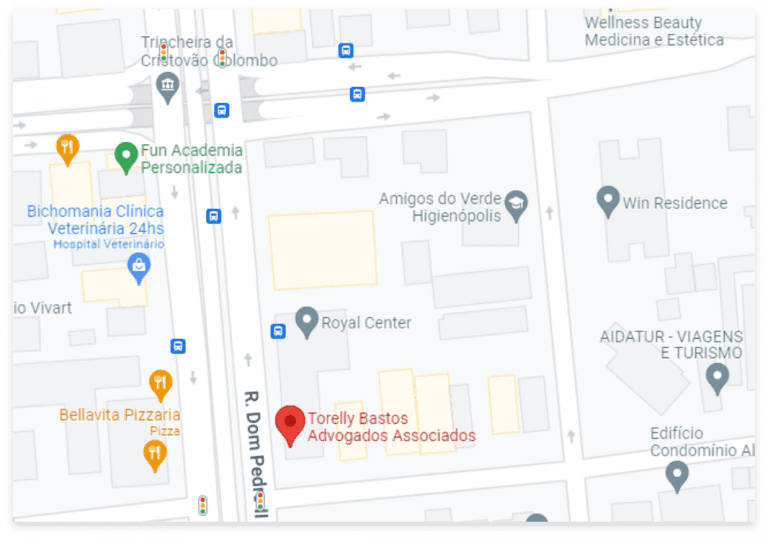 Wellness Beauty
Medicina e Estética
Trincheira da
Cristovão Colombo
Fun Academia
Personalizada
Amigos do Verde
Higienópolis
Win Residence
Bichomania Clínica
Veterinária 24hs
Hospital Veterinário
io Vivart
Royal Center
AIDATUR - VIAGENS
E TURISMO
Bellavita Pizzaria
Pizza
R. Dom Pedro II
Torelly Bastos
Advogados Associados
Edifício
Condomínio Al